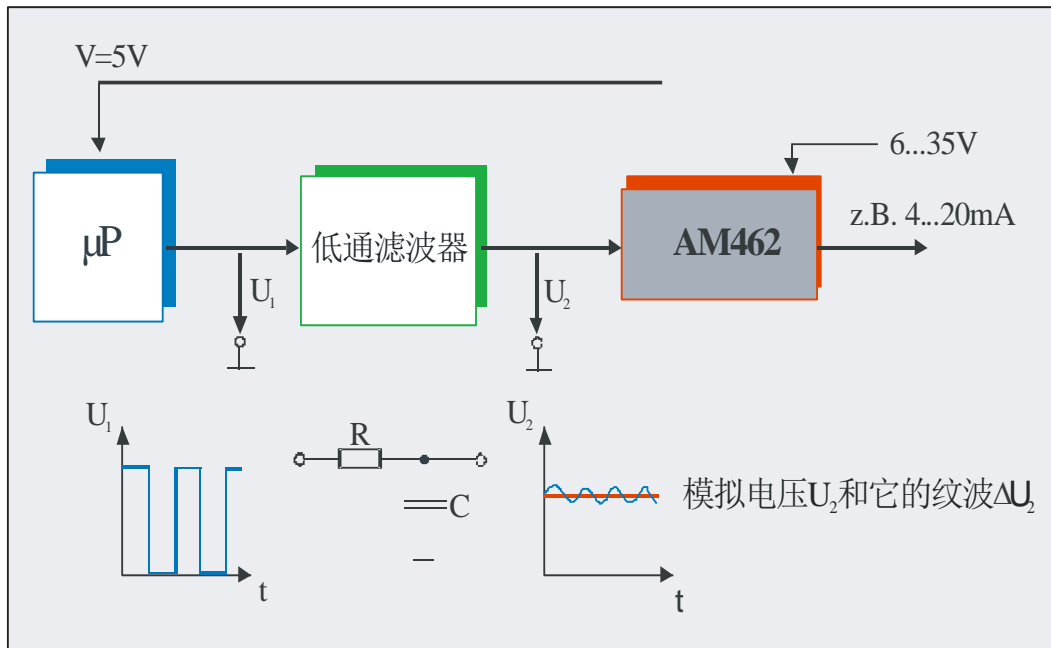 V=5V
6...35V
μP
低通滤波器
AM462
z.B. 4...20mA
U₁
U₂
U₁
R
C
t
U₂
模拟电压U₂和它的纹波ΔU₂
t